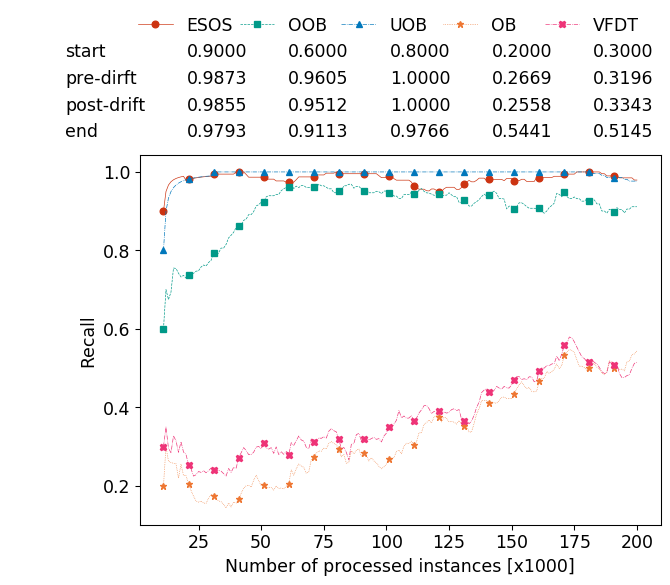 ESOS OOB UOB OB VFDT
start 0.9000 0.6000 0.8000 0.2000 0.3000
pre-dirft 0.9873 0.9605 1.0000 0.2669 0.3196
post-drift 0.9855 0.9512 1.0000 0.2558 0.3343
end 0.9793 0.9113 0.9766 0.5441 0.5145
1.0
0.8
0.6
0.4
0.2
Recall
25 50 75 100 125 150 175 200
Number of processed instances [x1000]